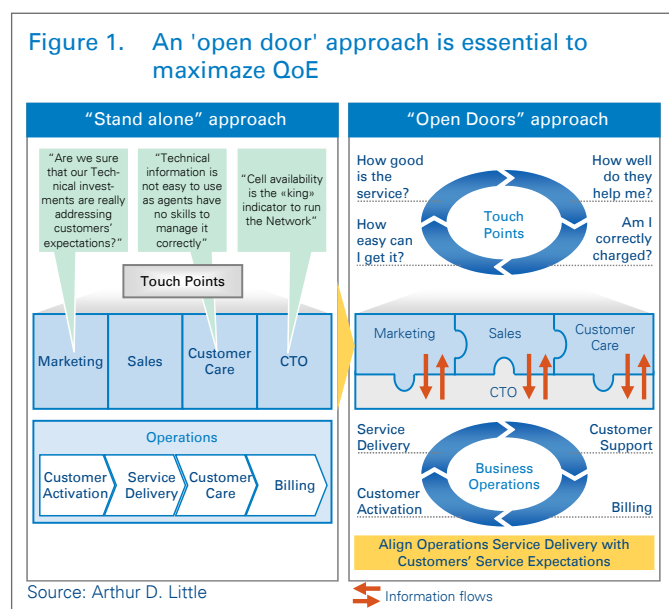 Figure 1. An 'open door' approach is essential to
maximaze QoE
“Stand alone” approach
“Are we sure
that our Tech-
nical invest-
ments are really
addressing
customers’
expectations?”
“Technical
information is
not easy to use
as agents have
no skills to
manage it
correctly”
“Cell availability
is the «king»
indicator to run
the Network”
Touch Points
Marketing
Sales
Customer
Care
CTO
Operations
Customer
Activation
Service
Delivery
Customer
Care
Billing
“Open Doors” approach
How good
is the
service?
How well
do they
help me?
Touch
Points
How
easy can
I get it?
Am I
correctly
charged?
Marketing
Sales
Customer
Care
CTO
Service
Delivery
Customer
Support
Business
Operations
Customer
Activation
Billing
Align Operations Service Delivery with
Customers’ Service Expectations
Source: Arthur D. Little
Information flows